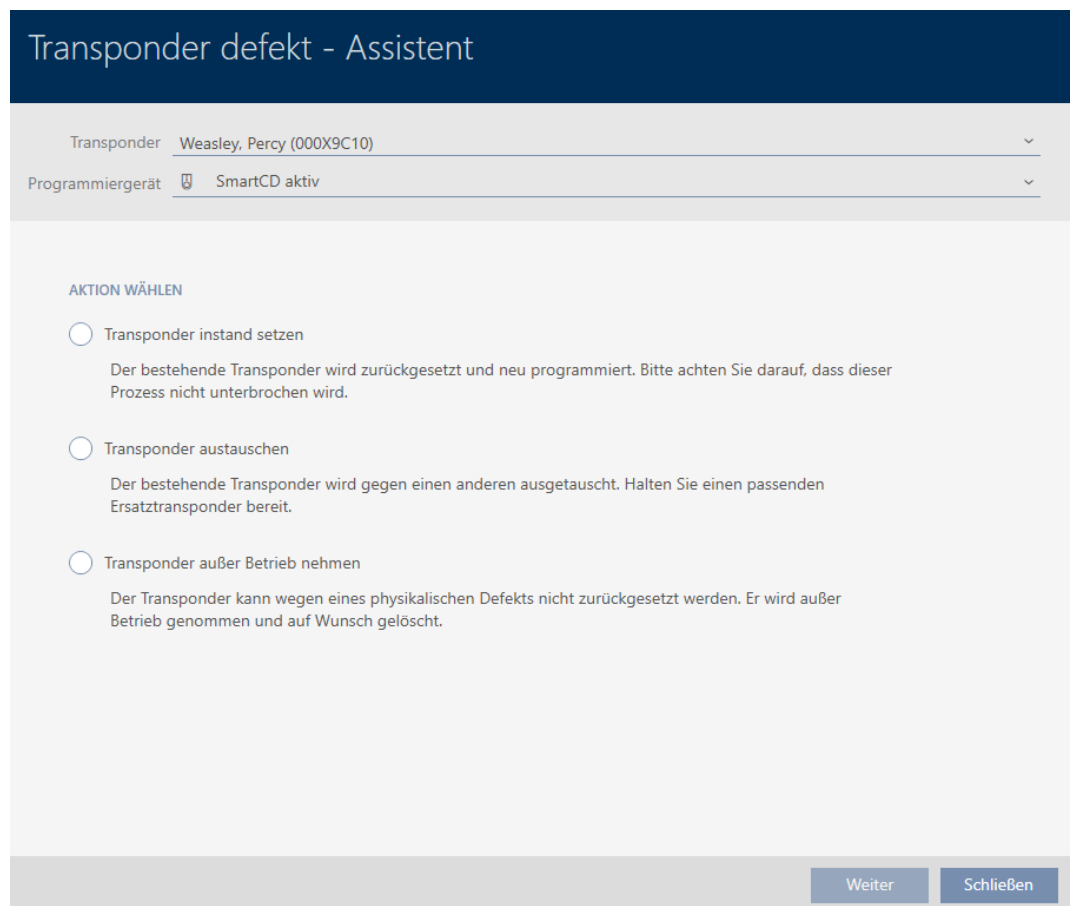 Transponder defekt - Assistent
Transponder Weasley, Percy (000X9C10)
Programmiergerät SmartCD aktiv
AKTION WÄHLEN
Transponder instand setzen
Der bestehende Transponder wird zurückgesetzt und neu programmiert. Bitte achten Sie darauf, dass dieser
Prozess nicht unterbrochen wird.
Transponder austauschen
Der bestehende Transponder wird gegen einen anderen ausgetauscht. Halten Sie einen passenden
Ersatztransponder bereit.
Transponder außer Betrieb nehmen
Der Transponder kann wegen eines physikalischen Defekts nicht zurückgesetzt werden. Er wird außer
Betrieb genommen und auf Wunsch gelöscht.
Weiter Schließen